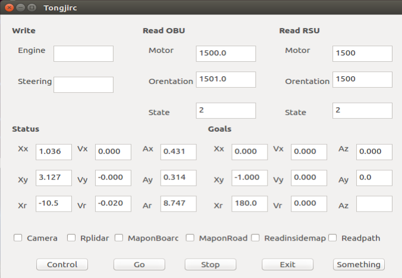 Tongjirc
Write Read OBU Read RSU
Engine Motor 1500.0 Motor 1500
Steering Orentation 1501.0 Orentation 1500
State 2 State 2
Status Goals
Xx 1.036 Vx 0.000 Ax 0.431 Xx 0.000 Vx 0.000 Az 0.000
Xy 3.127 Vy -0.000 Ay 0.314 Xy -1.000 Vy 0.000 Ay 0.0
Xr -10.5 Vr -0.020 Ar 8.747 Xr 180.0 Vr 0.000 Az
Camera Rplidar MaponBoarc MaponRoad Readinsidemap Readpath
Control Go Stop Exit Something